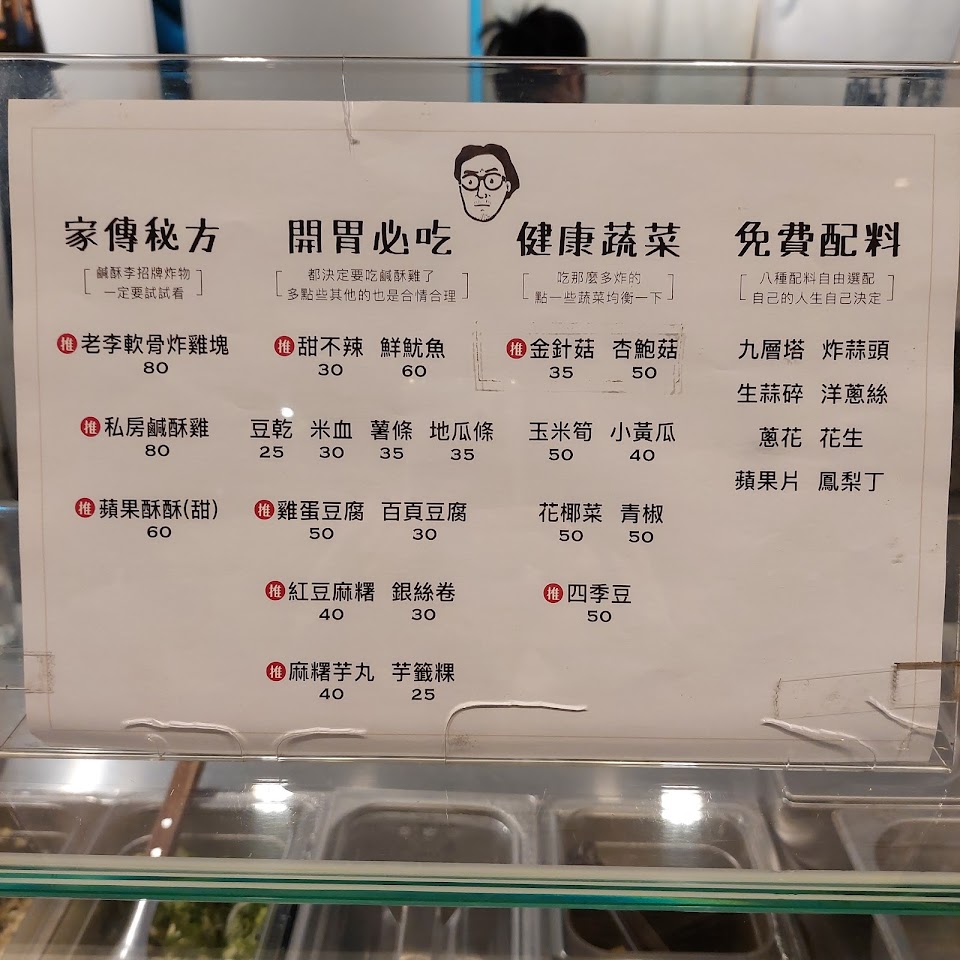 家傳秘方
鹹酥李招牌炸物
一定要試試看
推 老李軟骨炸雞塊
80
推 私房鹹酥雞
80
推 蘋果酥酥(甜)
60
開胃必吃
都決定要吃鹹酥雞了
多點些其他的也是合情合理
推 甜不辣 鮮魷魚
30 60
豆乾 米血 薯條 地瓜條
25 30 35 35
推 雞蛋豆腐 百頁豆腐
50 30
推 紅豆麻糬 銀絲卷
40 30
推 麻糬芋丸 芋籤粿
40 25
健康蔬菜
吃那麼多炸的
點一些蔬菜均衡一下
推 金針菇 杏鮑菇
35 50
玉米筍 小黃瓜
50 40
花椰菜 青椒
50 50
推 四季豆
50
免費配料
八種配料自由選配
自己的人生自己決定
九層塔 炸蒜頭
生蒜碎 洋蔥絲
蔥花 花生
蘋果片 鳳梨丁